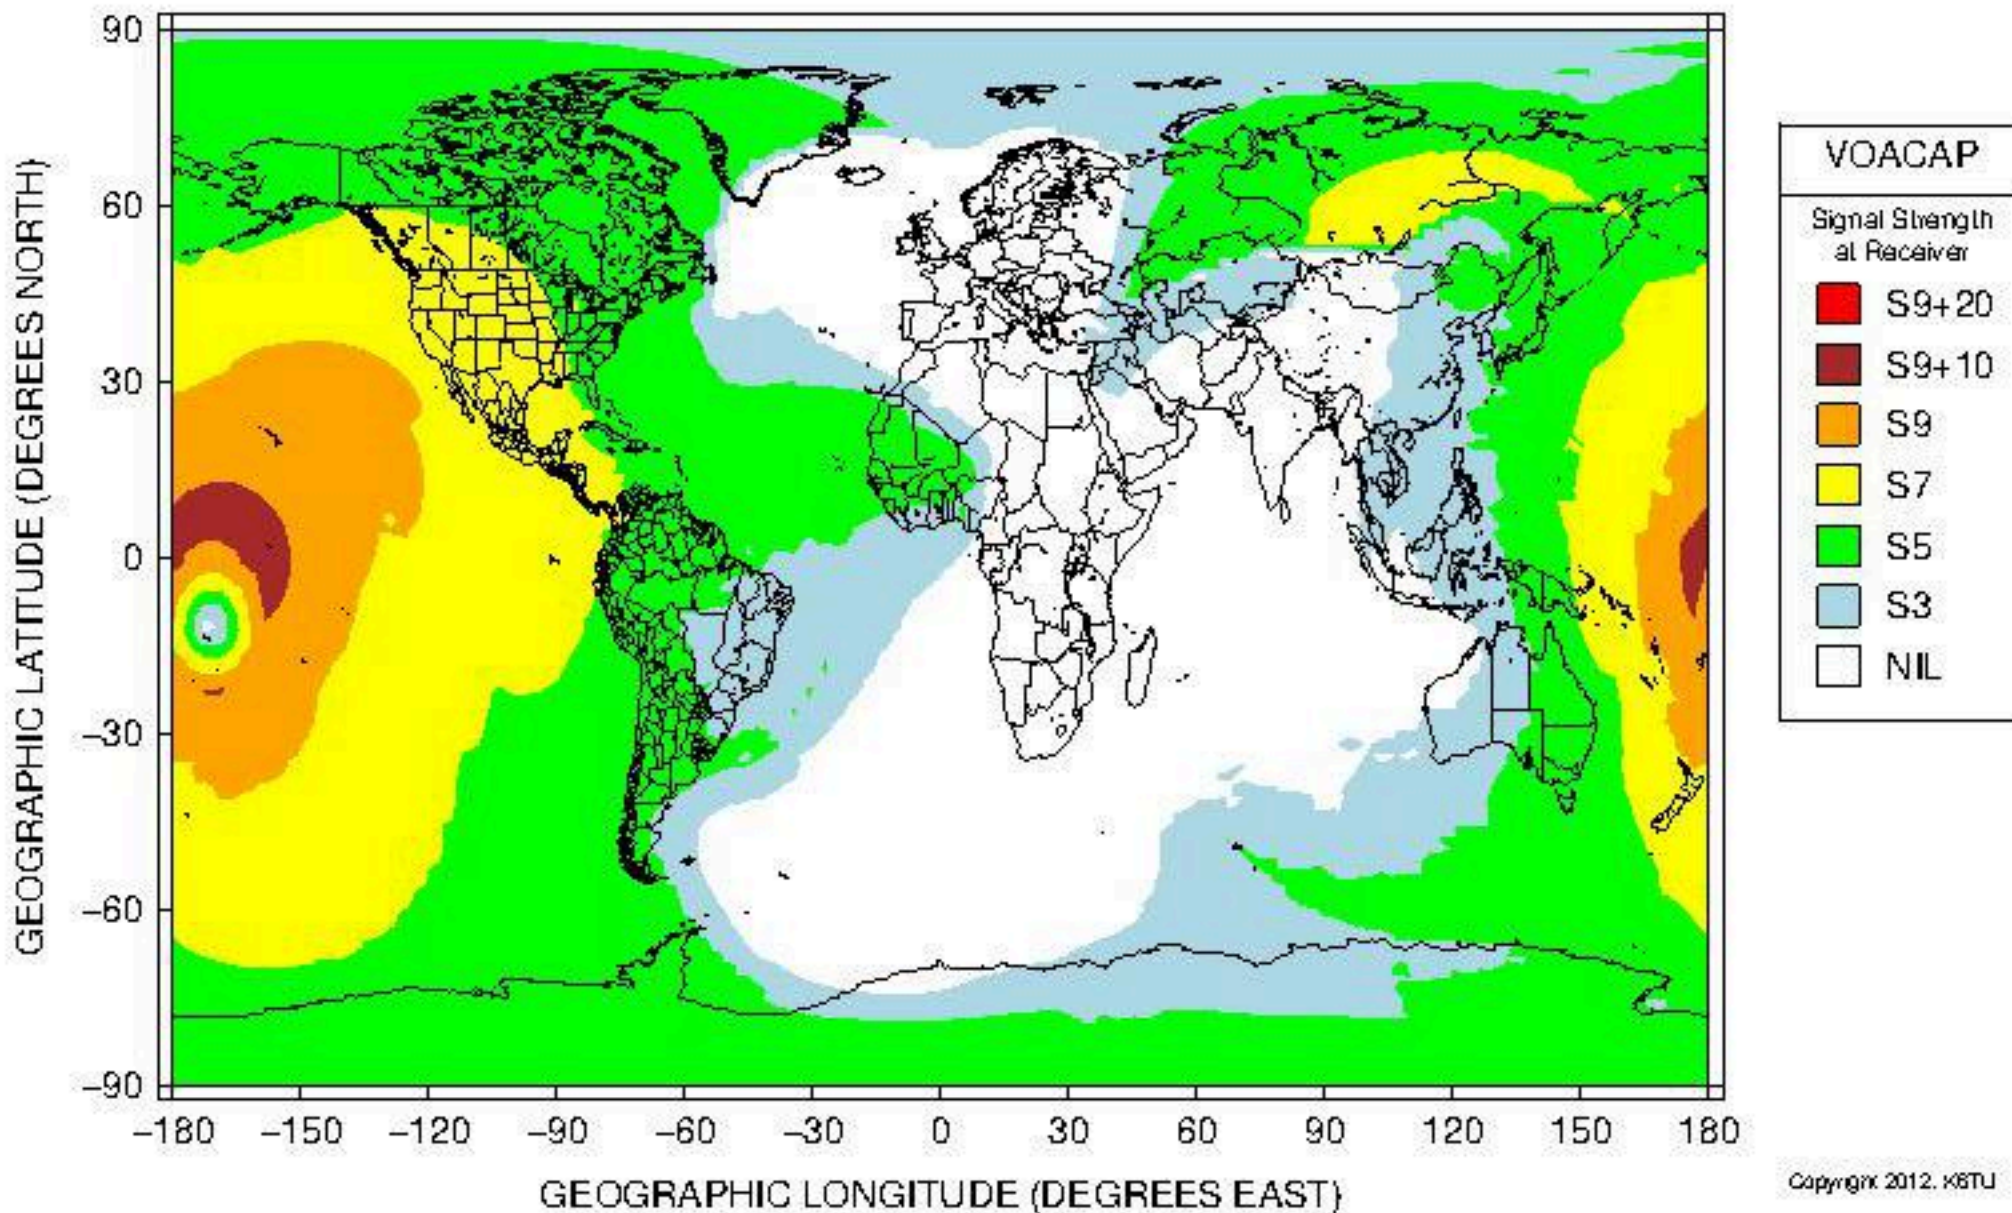 90
60
30
0
−30
−60
−90
GEOGRAPHIC LATITUDE (DEGREES NORTH)
−180 −150 −120 −90 −60 −30 0 30 60 90 120 150 180
GEOGRAPHIC LONGITUDE (DEGREES EAST)
VOACAP
Signal Strength
at Receiver
S9+20
S9+10
S9
S7
S5
S3
NIL
Copyright 2012, K6TU